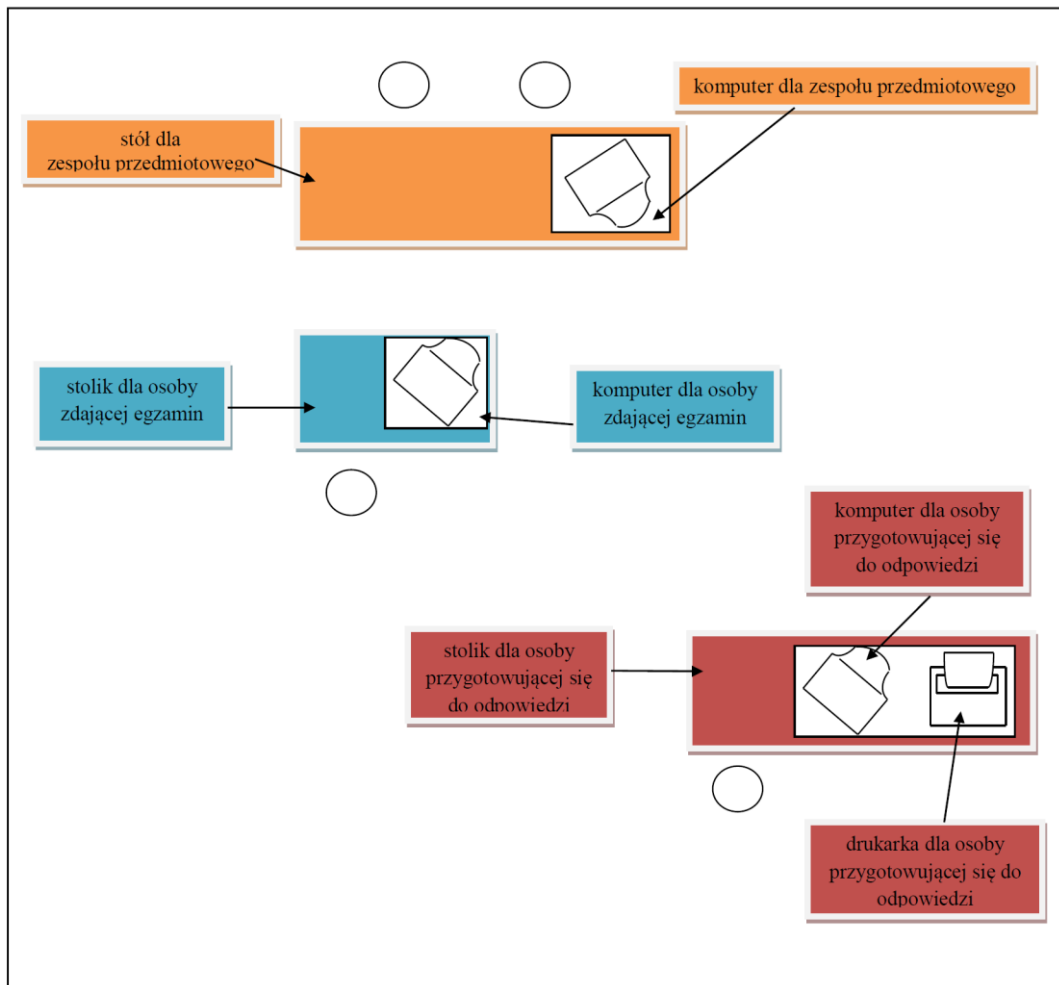 komputer dla zespołu przedmiotowego
stół dla
zespołu przedmiotowego
stolik dla osoby
zdającej egzamin
komputer dla osoby
zdającej egzamin
komputer dla osoby
przygotowującej się
do odpowiedzi
stolik dla osoby
przygotowującej się
do odpowiedzi
drukarka dla osoby
przygotowującej się do
odpowiedzi